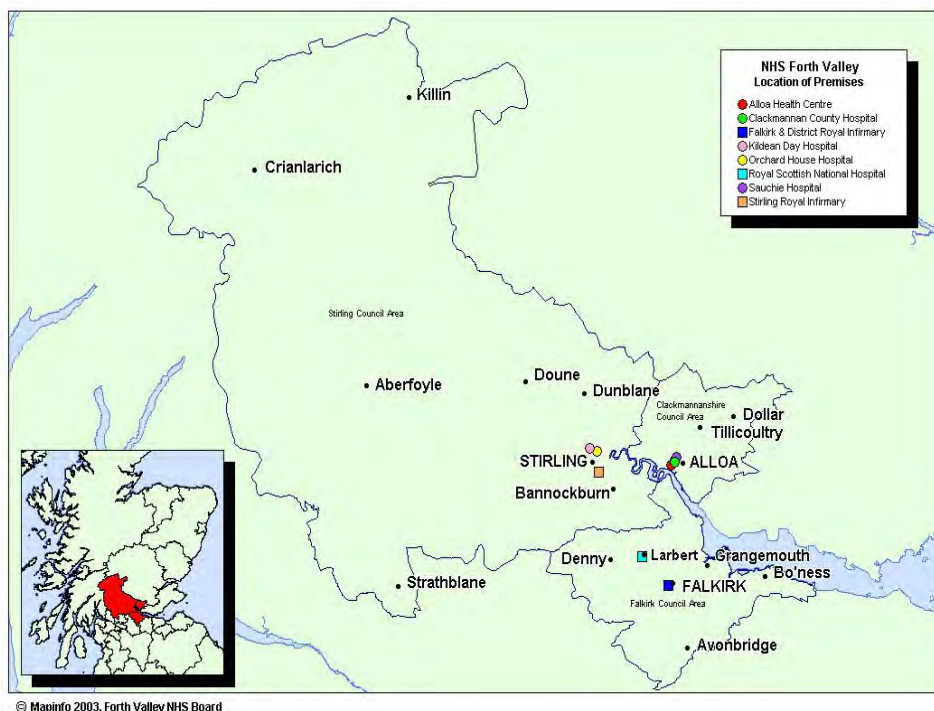 NHS Forth Valley
Location of Premises
Alloa Health Centre
Clackmannan County Hospital
Falkirk & District Royal Infirmary
Kildean Day Hospital
Orchard House Hospital
Royal Scottish National Hospital
Sauchie Hospital
Stirling Royal Infirmary
Killin
Crianlarich
Stirling Council Area
Aberfoyle
Doune
Dunblane
Clackmannanshire
Council Area
Dollar
Tillicoultry
STIRLING
ALLOA
Bannockburn
Denny
Larbert
Grangemouth
Bo'ness
Strathblane
FALKIRK
Falkirk Council Area
Avonbridge
© Mapinfo 2003, Forth Valley NHS Board